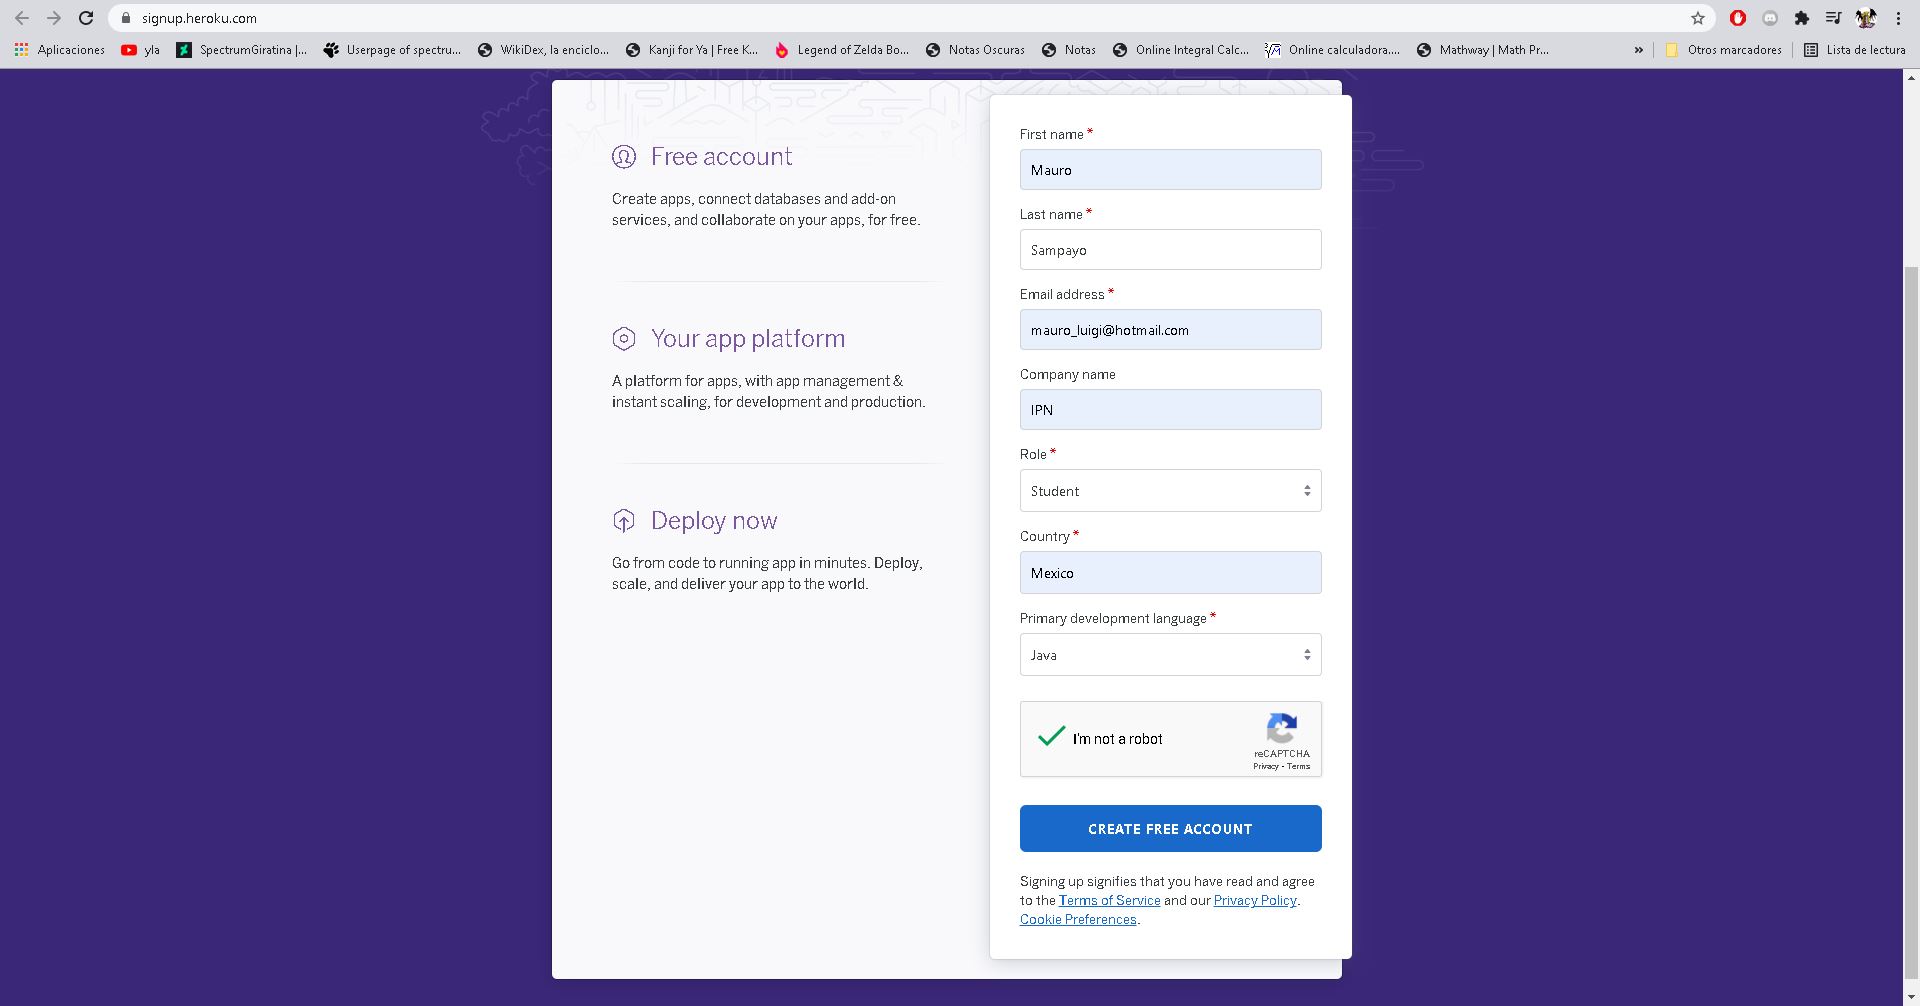 signup.heroku.com
Aplicaciones
yla
SpectrumGiratina |...
Userpage of spectru...
WikiDex, la enciclo...
Kanji for Ya | Free K...
Legend of Zelda Bo...
Notas Oscuras
Notas
Online Integral Calc...
Online calculadora....
Mathway | Math Pr...
»
Otros marcadores
Lista de lectura
Free account
Create apps, connect databases and add-on
services, and collaborate on your apps, for free.
Your app platform
A platform for apps, with app management &
instant scaling, for development and production.
Deploy now
Go from code to running app in minutes. Deploy,
scale, and deliver your app to the world.
First name *
Mauro
Last name *
Sampayo
Email address *
mauro_luigi@hotmail.com
Company name
IPN
Role *
Student
Country *
Mexico
Primary development language *
Java
I'm not a robot
reCAPTCHA
Privacy - Terms
CREATE FREE ACCOUNT
Signing up signifies that you have read and agree
to the Terms of Service and our Privacy Policy.
Cookie Preferences.